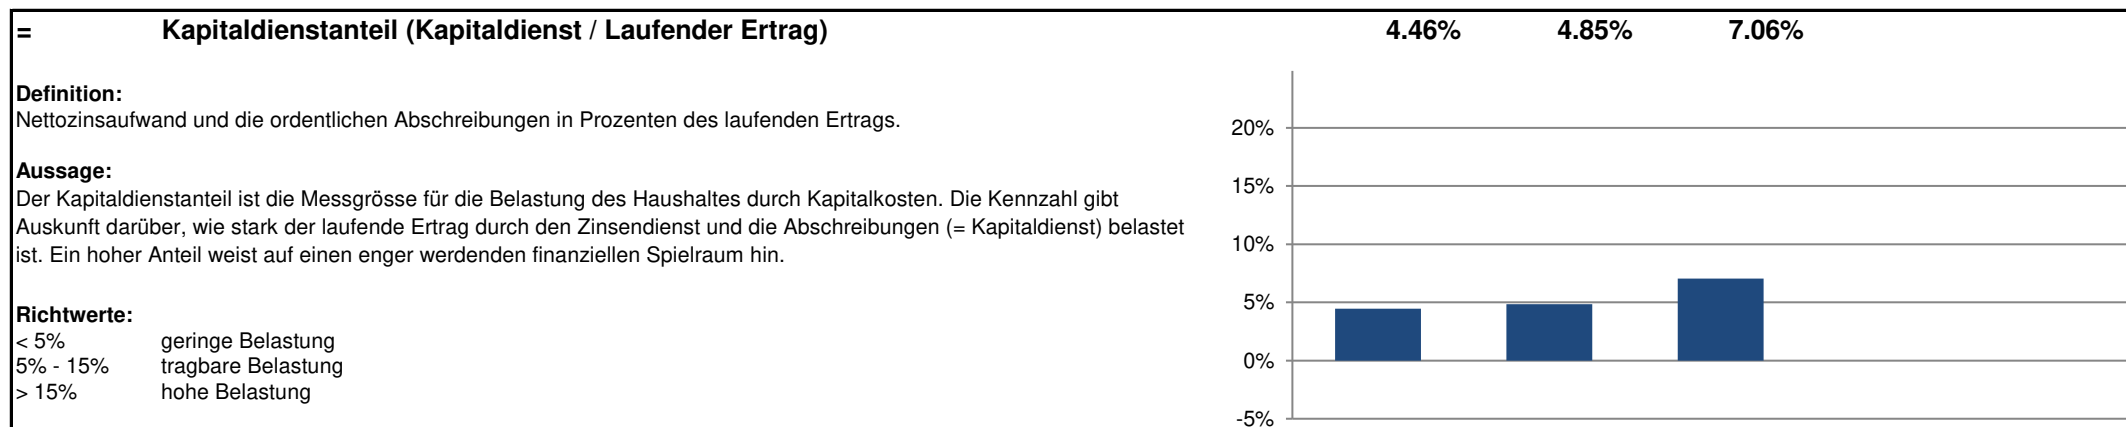 = Kapitaldienstanteil (Kapitaldienst / Laufender Ertrag) 4.46% 4.85% 7.06%
Definition:
Nettozinsaufwand und die ordentlichen Abschreibungen in Prozenten des laufenden Ertrags.
Aussage:
Der Kapitaldienstanteil ist die Messgrösse für die Belastung des Haushaltes durch Kapitalkosten. Die Kennzahl gibt
Auskunft darüber, wie stark der laufende Ertrag durch den Zinsendienst und die Abschreibungen (= Kapitaldienst) belastet
ist. Ein hoher Anteil weist auf einen enger werdenden finanziellen Spielraum hin.
Richtwerte:
< 5% geringe Belastung
5% - 15% tragbare Belastung
> 15% hohe Belastung
20%
15%
10%
5%
0%
-5%